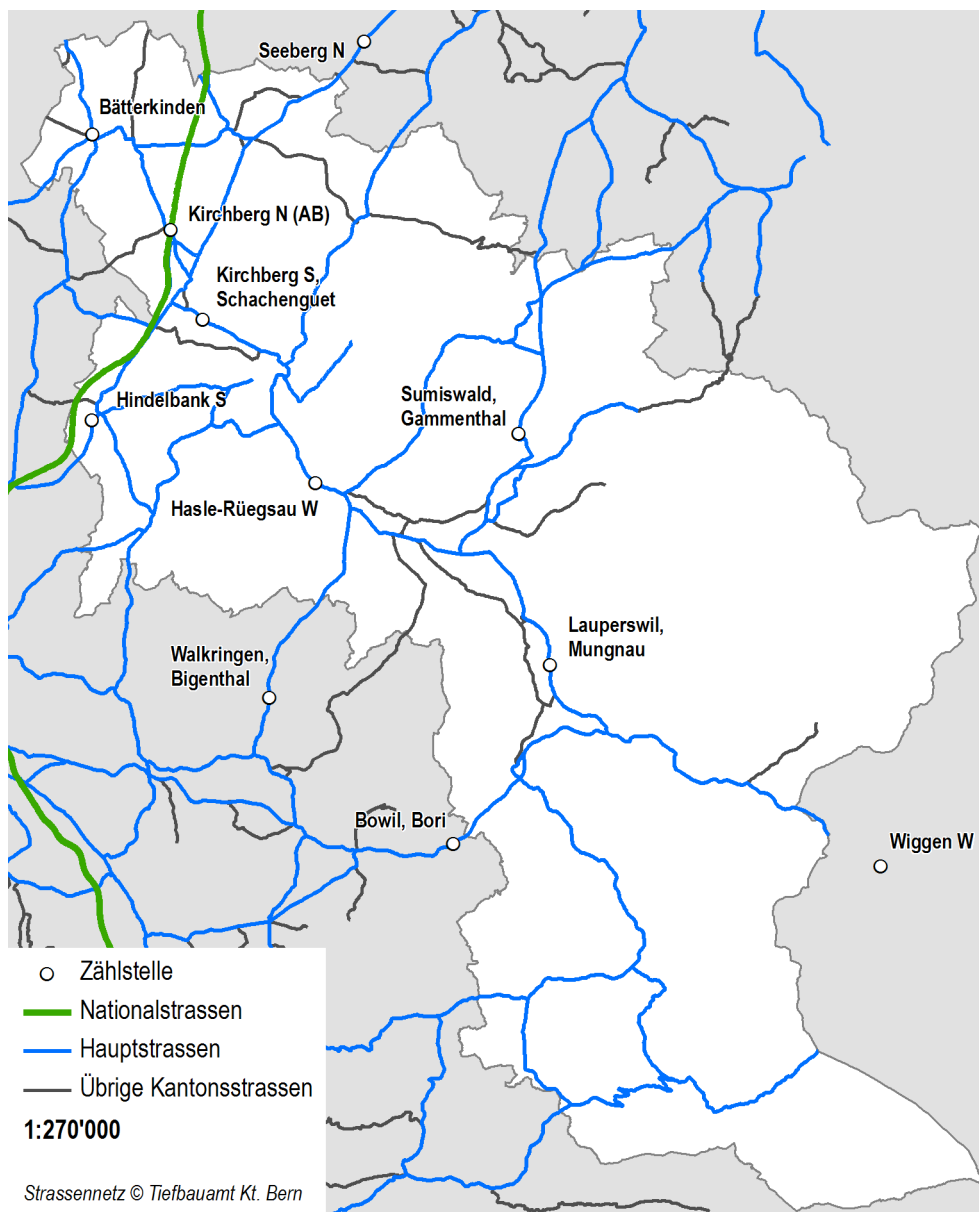 Seeberg N
Bätterkinden
Kirchberg N (AB)
Kirchberg S,
Schachenguet
Hindelbank S
Sumiswald,
Gammenthal
Hasle-Rüegsau W
Lauperswil,
Mungnau
Walkringen,
Bigenthal
Bowil, Bori
Wiggen W
Zählstelle
Nationalstrassen
Hauptstrassen
Übrige Kantonsstrassen
1:270'000
Strassennetz © Tiefbauamt Kt. Bern